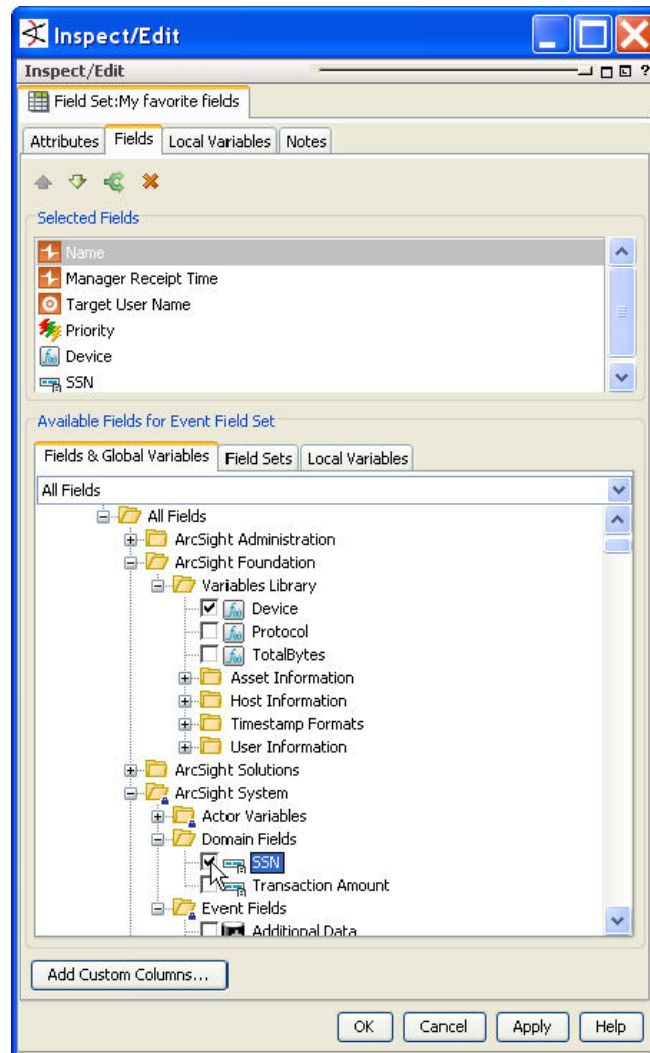 Inspect/Edit
Inspect/Edit ?
Field Set:My favorite fields
Attributes Fields Local Variables Notes
Selected Fields
Name
Manager Receipt Time
Target User Name
Priority
Device
SSN
Available Fields for Event Field Set
Fields & Global Variables Field Sets Local Variables
All Fields
All Fields
ArcSight Administration
ArcSight Foundation
Variables Library
Device
Protocol
TotalBytes
Asset Information
Host Information
Timestamp Formats
User Information
ArcSight Solutions
ArcSight System
Actor Variables
Domain Fields
SSN
Transaction Amount
Event Fields
Additional Data
Add Custom Columns...
OK Cancel Apply Help